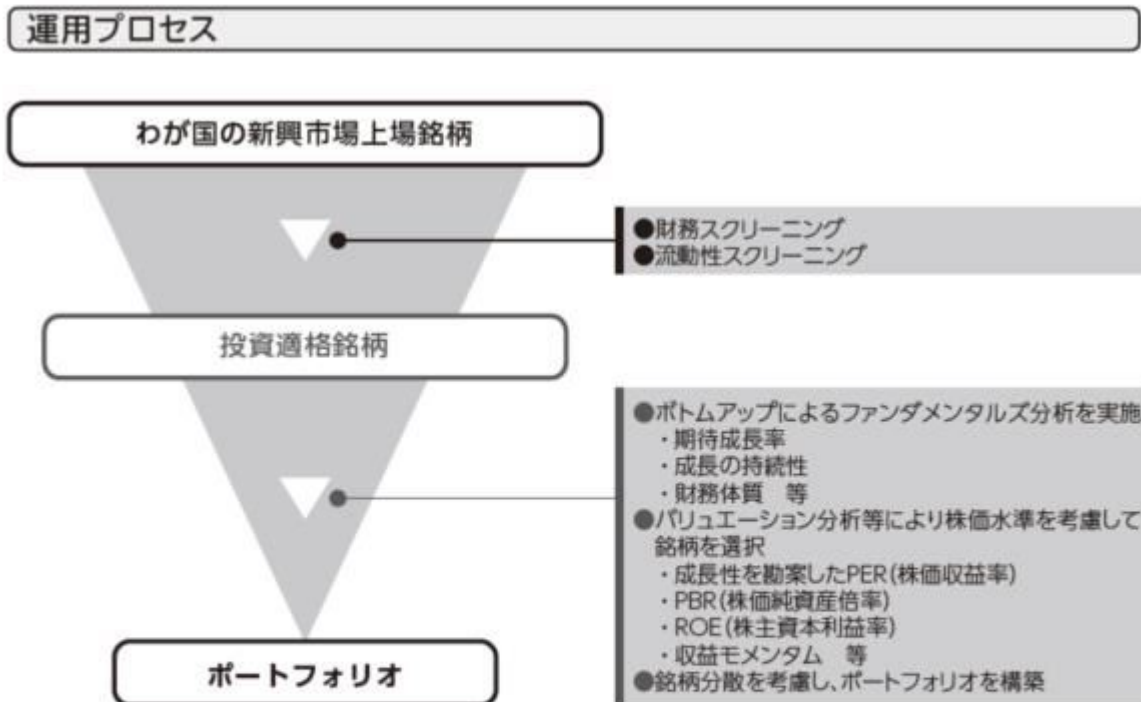 運用プロセス
わが国の新興市場上場銘柄
●財務スクリーニング
●流動性スクリーニング
投資適格銘柄
●ボトムアップによるファンダメンタルズ分析を実施
・期待成長率
・成長の持続性
・財務体質　等
●バリュエーション分析等により株価水準を考慮して
銘柄を選択
・成長性を勘案したPER(株価収益率)
・PBR(株価純資産倍率)
・ROE(株主資本利益率)
・収益モメンタム　等
●銘柄分散を考慮し、ポートフォリオを構築
ポートフォリオ